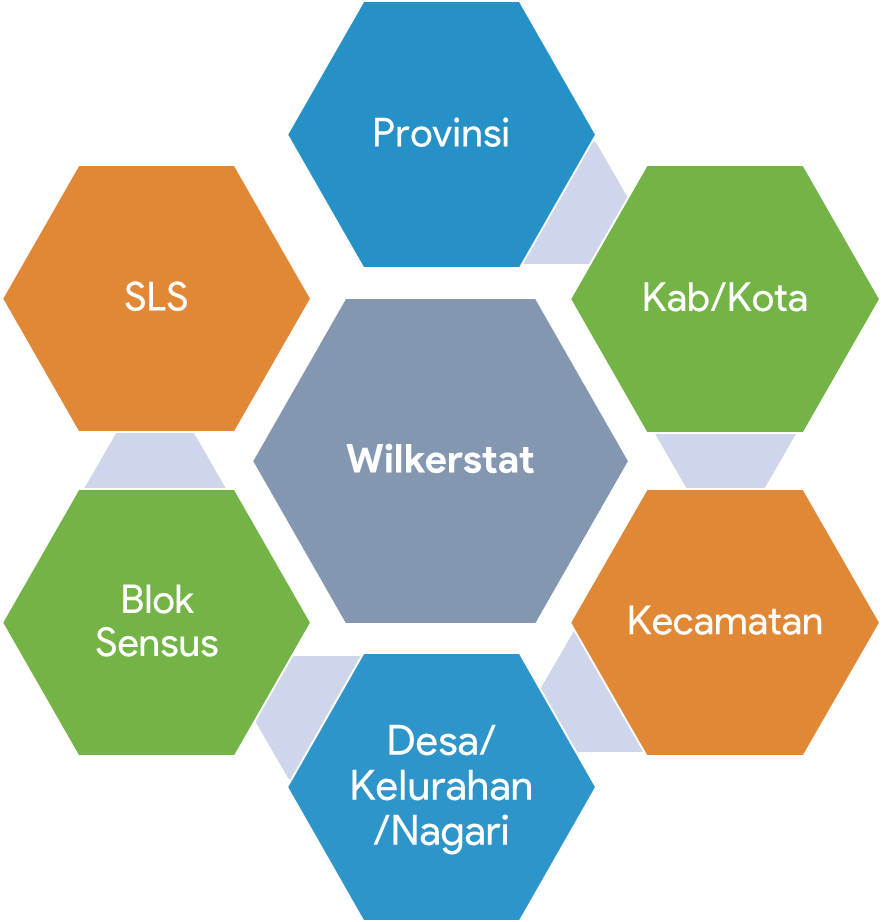 Provinsi
SLS
Kab/Kota
Wilkerstat
Blok
Sensus
Kecamatan
Desa/
Kelurahan
/Nagari